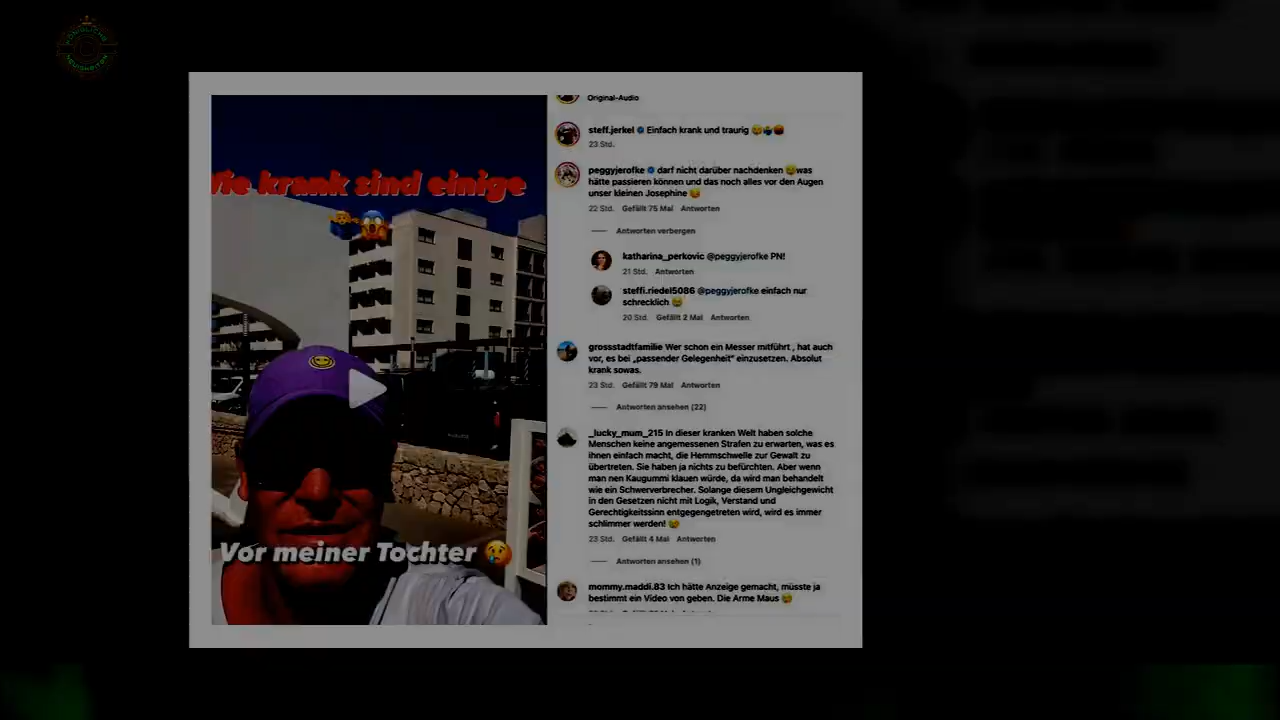 KÖNIGLICHE
NEUIGKEITEN
Wie krank sind einige
Vor meiner Tochter 😢
Original-Audio
steff.jerkel Einfach krank und traurig
23 Std.
peggyjerofke darf nicht darüber nachdenken 😢was
hätte passieren können und das noch alles vor den Augen
unser kleinen Josephine 😢
22 Std. Gefällt 75 Mal Antworten
Antworten verbergen
katharina_perkovic @peggyjerofke PN!
21 Std. Antworten
steffi.riedel5086 @peggyjerofke einfach nur
schrecklich 😢
20 Std. Gefällt 2 Mal Antworten
grossstadtfamilie Wer schon ein Messer mitführt , hat auch
vor, es bei „passender Gelegenheit" einzusetzen. Absolut
krank sowas.
23 Std. Gefällt 79 Mal Antworten
Antworten ansehen (22)
_lucky_mum_215 In dieser kranken Welt haben solche
Menschen keine angemessenen Strafen zu erwarten, was es
ihnen einfach macht, die Hemmschwelle zur Gewalt zu
übertreten. Sie haben ja nichts zu befürchten. Aber wenn
man nen Kaugummi klauen würde, da wird man behandelt
wie ein Schwerverbrecher. Solange diesem Ungleichgewicht
in den Gesetzen nicht mit Logik, Verstand und
Gerechtigkeitssinn entgegengetreten wird, wird es immer
schlimmer werden! 😢
23 Std. Gefällt 4 Mal Antworten
Antworten ansehen (1)
mommy.maddi.83 Ich hätte Anzeige gemacht, müsste ja
bestimmt ein Video von geben. Die Arme Maus 😢